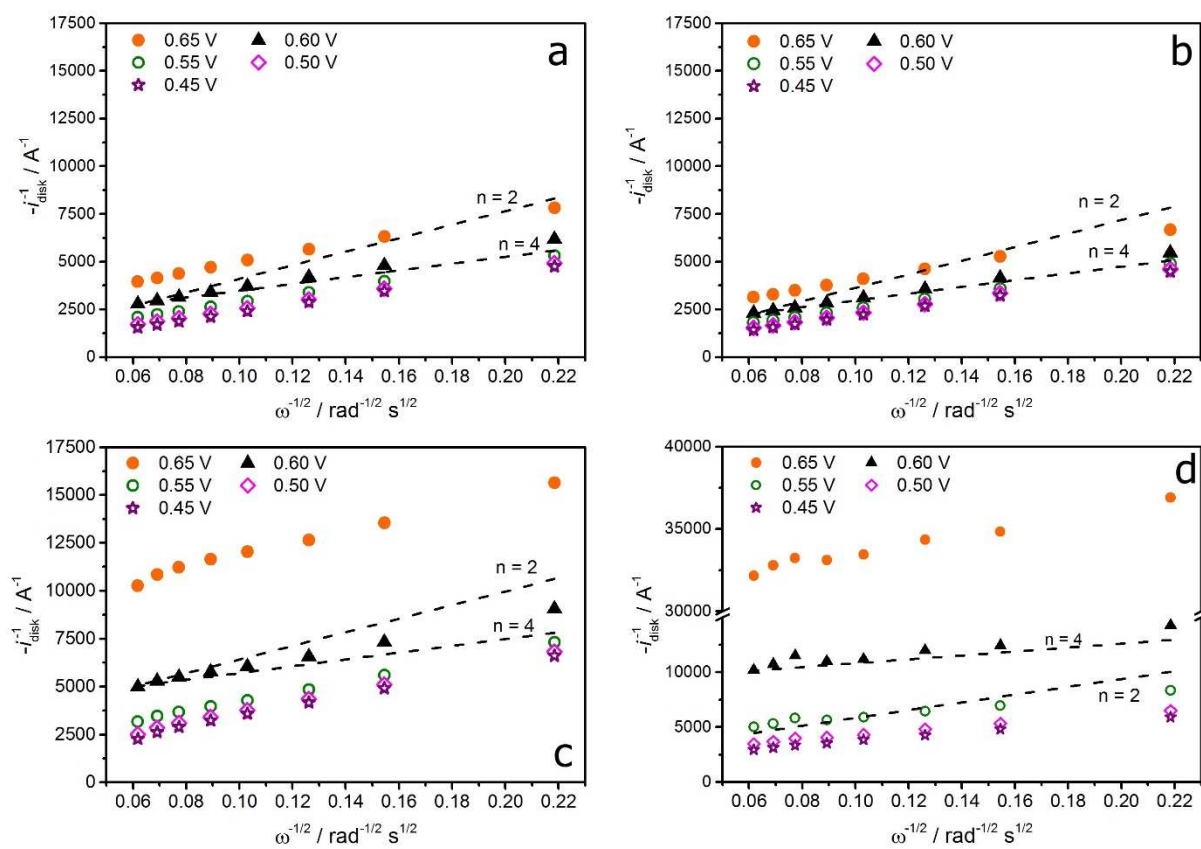 17500
15000
12500
10000
7500
5000
2500
0
-i⁻¹disk / A⁻¹
0.65 V 0.60 V
0.55 V 0.50 V
0.45 V
a
n = 2
n = 4
0.06 0.08 0.10 0.12 0.14 0.16 0.18 0.20 0.22
ω⁻¹/² / rad⁻¹/² s¹/²
17500
15000
12500
10000
7500
5000
2500
0
-i⁻¹disk / A⁻¹
0.65 V 0.60 V
0.55 V 0.50 V
0.45 V
b
n = 2
n = 4
0.06 0.08 0.10 0.12 0.14 0.16 0.18 0.20 0.22
ω⁻¹/² / rad⁻¹/² s¹/²
17500
15000
12500
10000
7500
5000
2500
0
-i⁻¹disk / A⁻¹
0.65 V 0.60 V
0.55 V 0.50 V
0.45 V
n = 2
n = 4
c
0.06 0.08 0.10 0.12 0.14 0.16 0.18 0.20 0.22
ω⁻¹/² / rad⁻¹/² s¹/²
40000
35000
30000
10000
5000
0
-i⁻¹disk / A⁻¹
0.65 V 0.60 V
0.55 V 0.50 V
0.45 V
d
n = 4
n = 2
0.06 0.08 0.10 0.12 0.14 0.16 0.18 0.20 0.22
ω⁻¹/² / rad⁻¹/² s¹/²